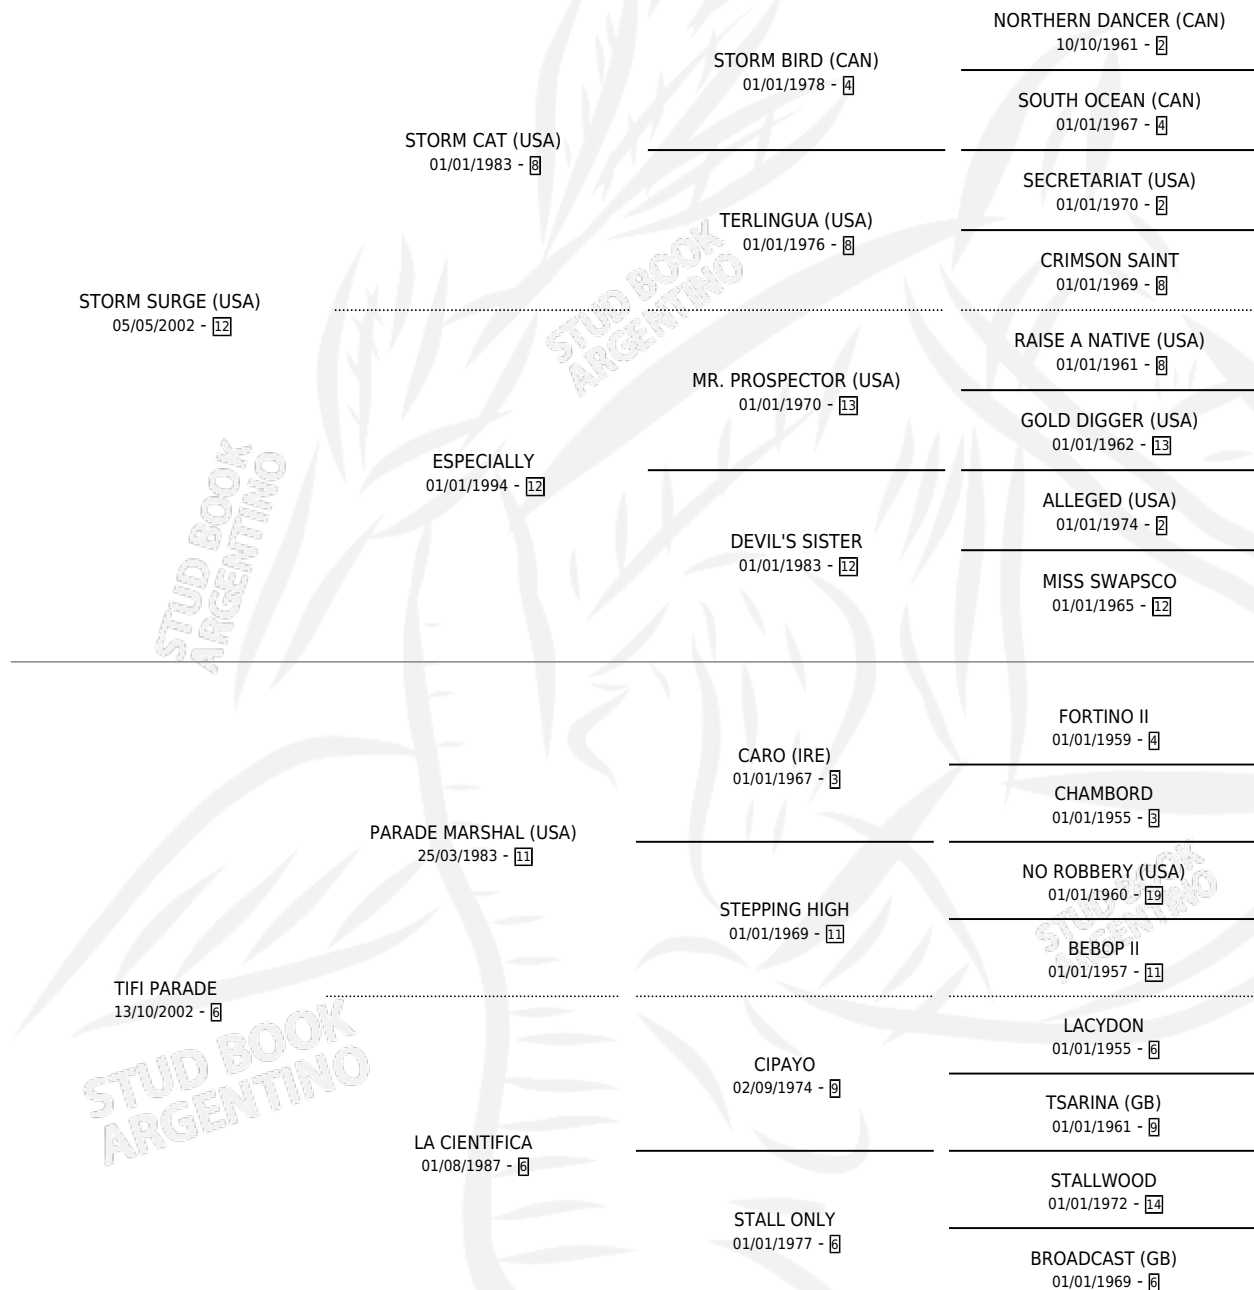 NORTHERN DANCER (CAN)
10/10/1961 - 2
STORM BIRD (CAN)
01/01/1978 - 4
SOUTH OCEAN (CAN)
01/01/1967 - 4
STORM CAT (USA)
01/01/1983 - 8
SECRETARIAT (USA)
01/01/1970 - 2
TERLINGUA (USA)
01/01/1976 - 8
CRIMSON SAINT
01/01/1969 - 8
STORM SURGE (USA)
05/05/2002 - 12
RAISE A NATIVE (USA)
01/01/1961 - 8
MR. PROSPECTOR (USA)
01/01/1970 - 13
GOLD DIGGER (USA)
01/01/1962 - 13
ESPECIALLY
01/01/1994 - 12
ALLEGED (USA)
01/01/1974 - 2
DEVIL'S SISTER
01/01/1983 - 12
MISS SWAPSCO
01/01/1965 - 12
FORTINO II
01/01/1959 - 4
CARO (IRE)
01/01/1967 - 3
CHAMBORD
01/01/1955 - 3
PARADE MARSHAL (USA)
25/03/1983 - 11
NO ROBBERY (USA)
01/01/1960 - 19
STEPPING HIGH
01/01/1969 - 11
BEBOP II
01/01/1957 - 11
TIFI PARADE
13/10/2002 - 6
LACYDON
01/01/1955 - 6
CIPAYO
02/09/1974 - 9
TSARINA (GB)
01/01/1961 - 9
LA CIENTIFICA
01/08/1987 - 6
STALLWOOD
01/01/1972 - 14
STALL ONLY
01/01/1977 - 6
BROADCAST (GB)
01/01/1969 - 6
STUD BOOK
ARGENTINO
STUD BOOK
ARGENTINO
STUD BOOK
ARGENTINO
STUD BOOK
ARGENTINO